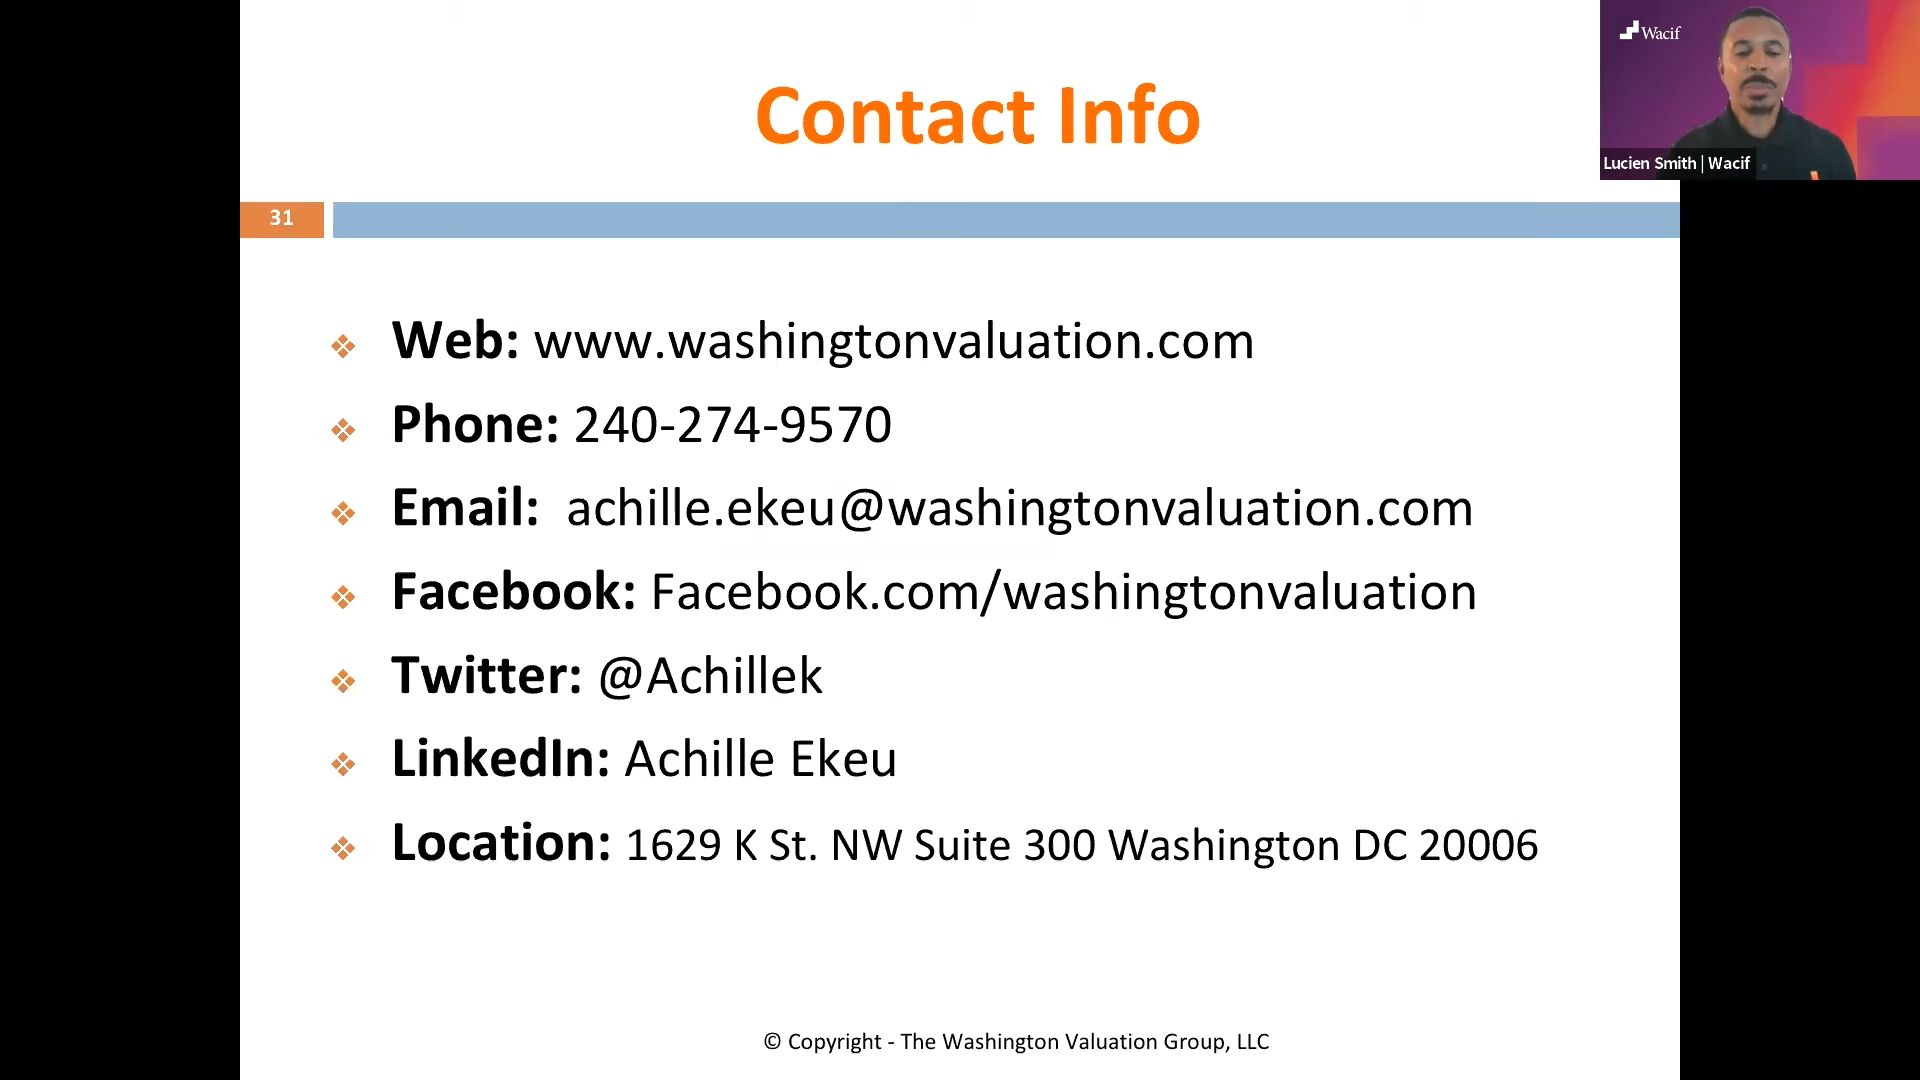 Contact Info
Wacif
Lucien Smith | Wacif
31
Web: www.washingtonvaluation.com
Phone: 240-274-9570
Email: achille.ekeu@washingtonvaluation.com
Facebook: Facebook.com/washingtonvaluation
Twitter: @Achillek
LinkedIn: Achille Ekeu
Location: 1629 K St. NW Suite 300 Washington DC 20006
© Copyright - The Washington Valuation Group, LLC